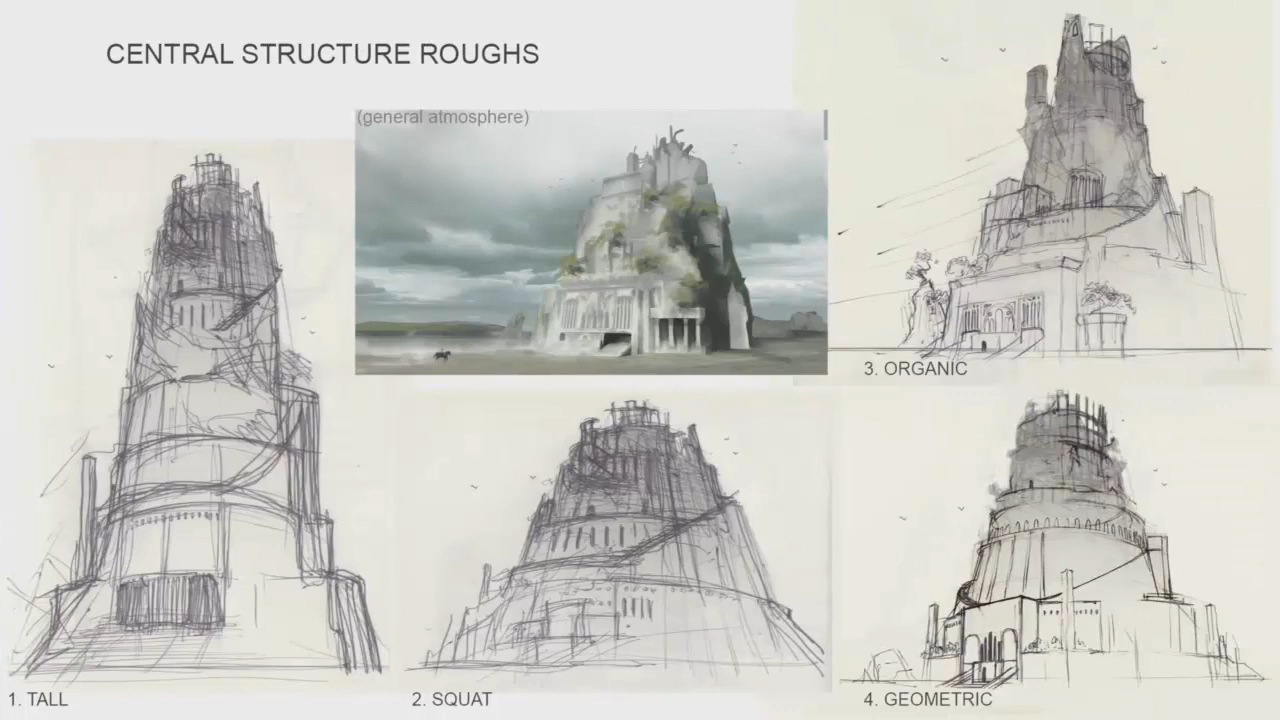 CENTRAL STRUCTURE ROUGHS
(general atmosphere)
3. ORGANIC
1. TALL
2. SQUAT
4. GEOMETRIC